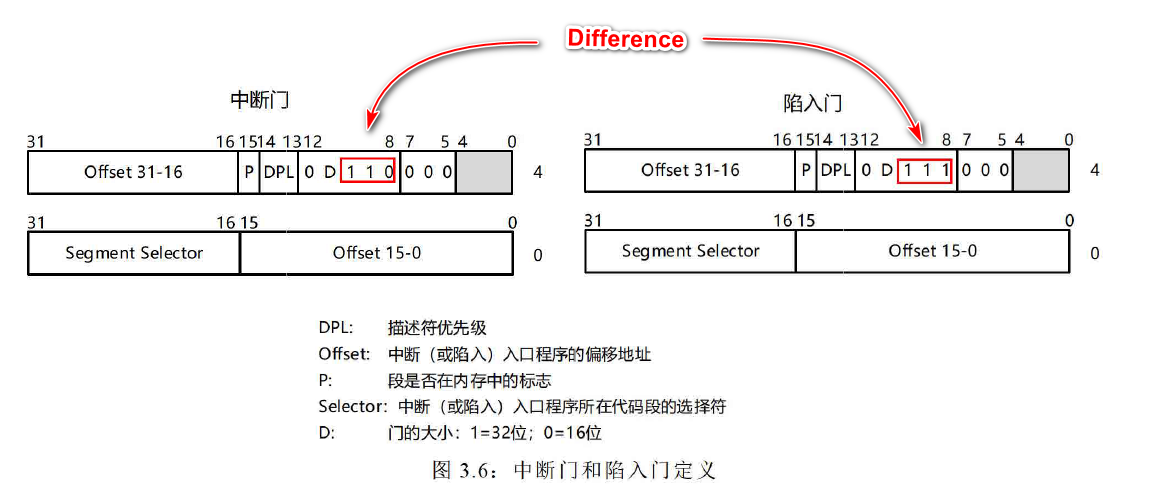 Difference
中断门
陷入门
31 16 15 14 13 12 8 7 5 4 0
Offset 31-16 P DPL 0 D 1 1 0 0 0 0 4
31 16 15 0
Segment Selector Offset 15-0 0
31 16 15 14 13 12 8 7 5 4 0
Offset 31-16 P DPL 0 D 1 1 1 0 0 0 4
31 16 15 0
Segment Selector Offset 15-0 0
DPL: 描述符优先级
Offset: 中断（或陷入）入口程序的偏移地址
P: 段是否在内存中的标志
Selector: 中断（或陷入）入口程序所在代码段的选择符
D: 门的大小：1=32位；0=16位
图 3.6：中断门和陷入门定义